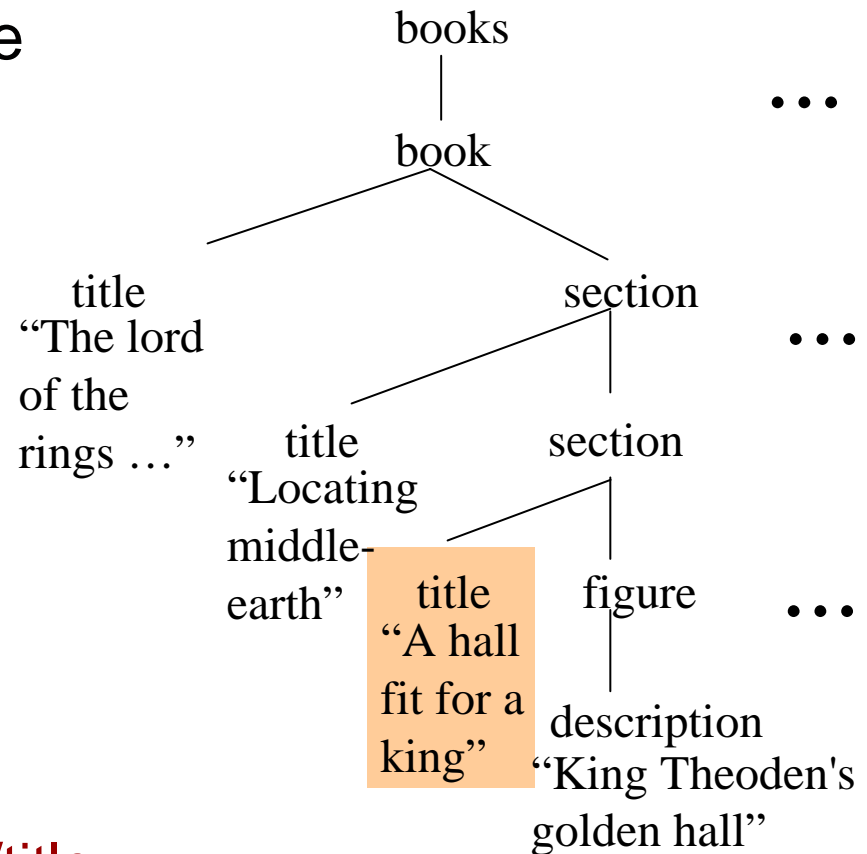 e
books
...
book
title
section
“The lord
of the
rings …”
...
title
section
“Locating
middle-
earth”
title
figure
...
“A hall
fit for a
king”
description
“King Theoden's
golden hall”
/title